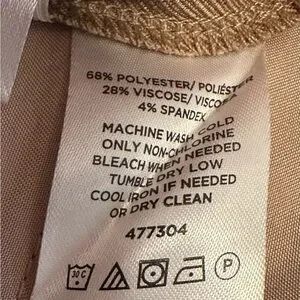 68% POLYESTER/ POLIÉSTER
28% VISCOSE/ VISCOSA
4% SPANDEX
MACHINE WASH COLD
ONLY NON-CHLORINE
BLEACH WHEN NEEDED
TUMBLE DRY LOW
COOL IRON IF NEEDED
OR DRY CLEAN
477304
30 C P